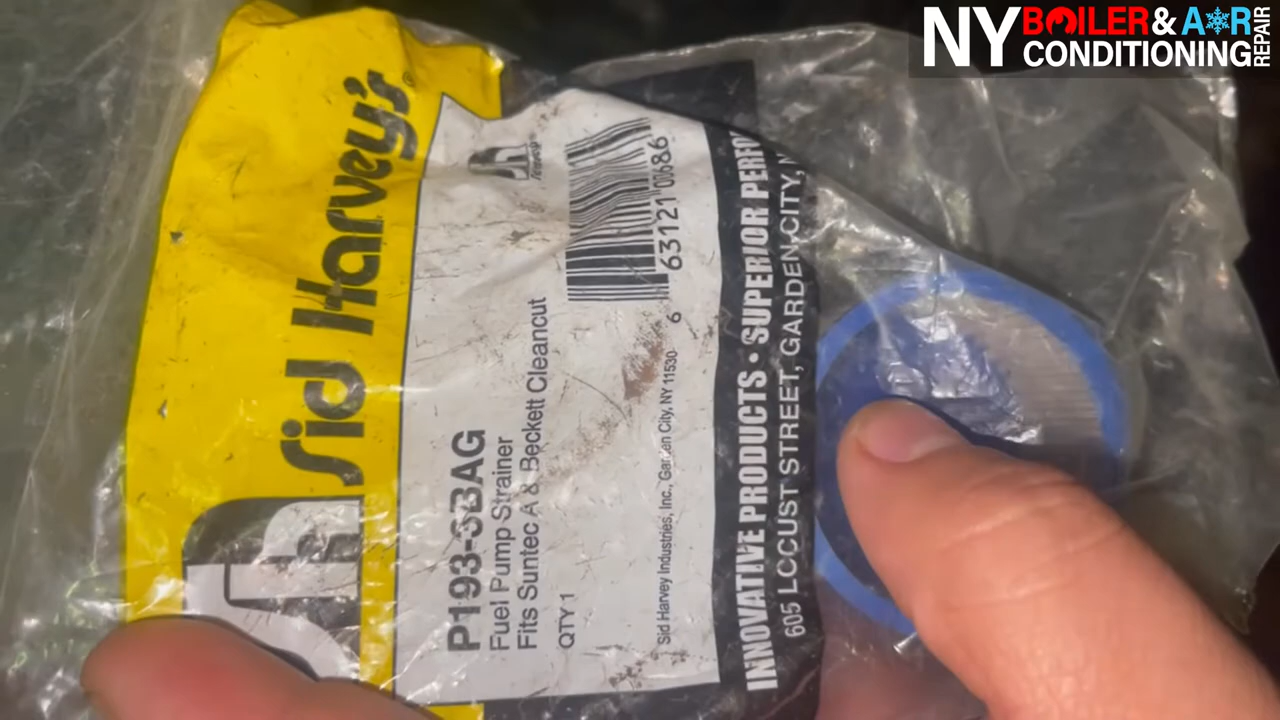 NY BOILER & AIR
CONDITIONING
REPAIR
Sid Harvey's®
P193-3BAG
Fuel Pump Strainer
Fits Suntec A & Beckett Cleancut
QTY 1
6 63121 00686
Sid Harvey Industries, Inc., Garden City, NY 11530
INNOVATIVE PRODUCTS • SUPERIOR PERFO
605 LOCUST STREET, GARDEN CITY, N